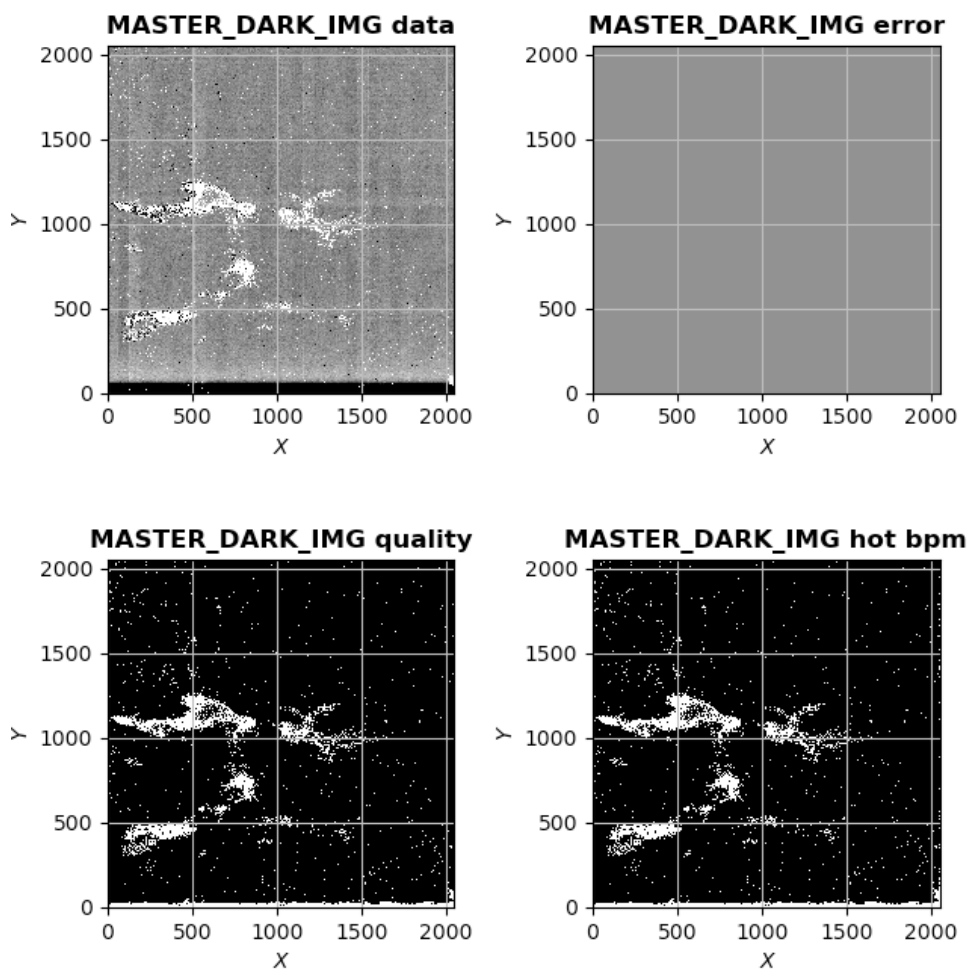 MASTER_DARK_IMG data
2000
1500
1000
500
0
Y
0 500 1000 1500 2000
X
MASTER_DARK_IMG error
2000
1500
1000
500
0
Y
0 500 1000 1500 2000
X
MASTER_DARK_IMG quality
2000
1500
1000
500
0
Y
0 500 1000 1500 2000
X
MASTER_DARK_IMG hot bpm
2000
1500
1000
500
0
Y
0 500 1000 1500 2000
X